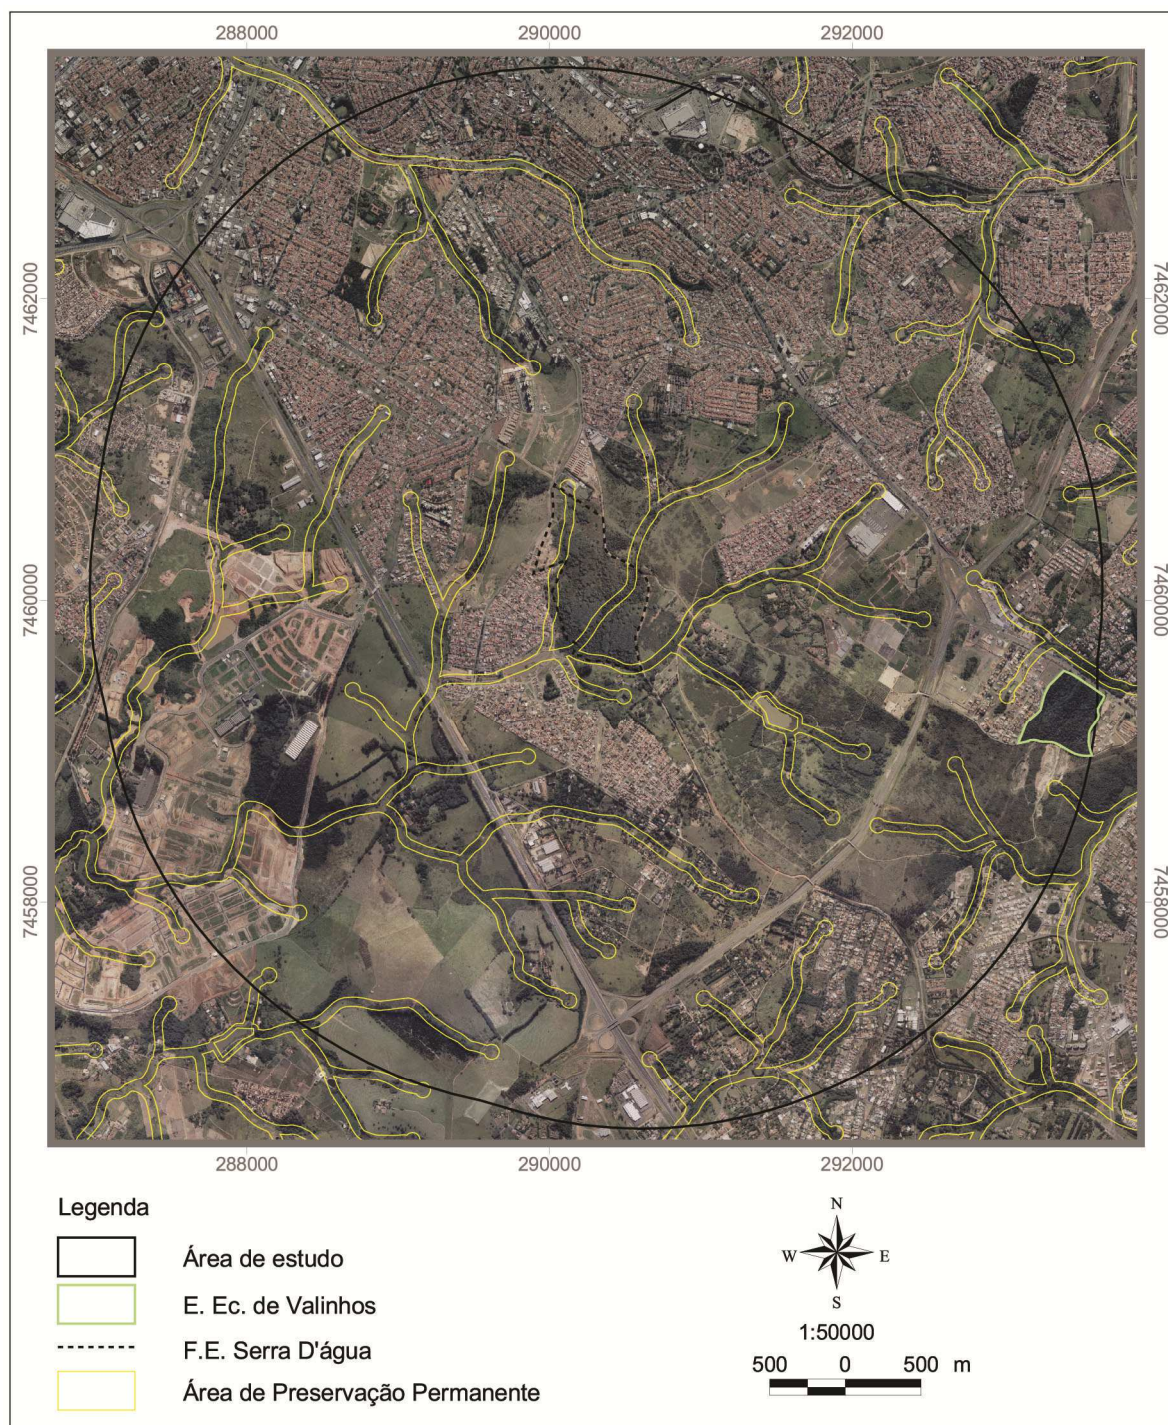 288000 290000 292000
7462000 7462000
7460000 7460000
7458000 7458000
288000 290000 292000
Legenda
Área de estudo
E. Ec. de Valinhos
F.E. Serra D'água
Área de Preservação Permanente
N
W E
S
1:50000
500 0 500 m